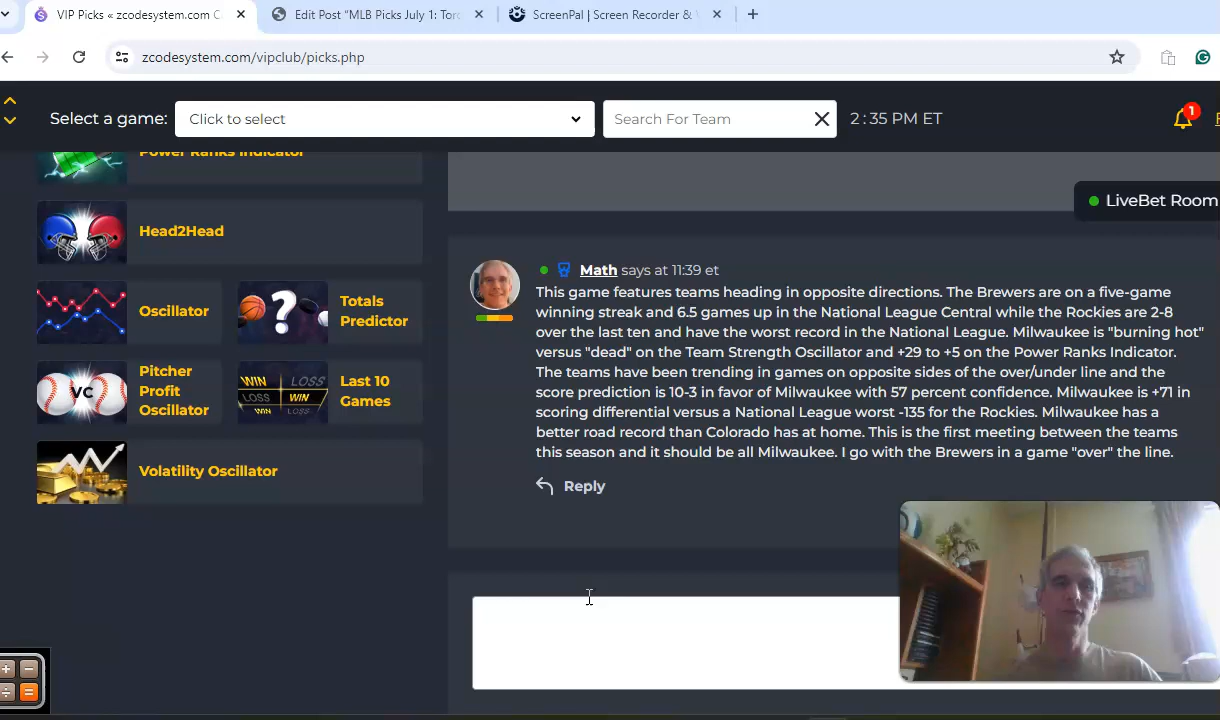 VIP Picks « zcodesystem.com C
Edit Post “MLB Picks July 1: Toro
ScreenPal | Screen Recorder & V
zcodesystem.com/vipclub/picks.php
Select a game:
Click to select
Search For Team
2:35 PM ET
1
Power Ranks Indicator
LiveBet Room
Head2Head
Oscillator
Totals
Predictor
Pitcher
Profit
Oscillator
VC
Last 10
Games
WIN LOSS
LOSS WIN
WIN LOSS
Volatility Oscillator
Math says at 11:39 et
This game features teams heading in opposite directions. The Brewers are on a five-game
winning streak and 6.5 games up in the National League Central while the Rockies are 2-8
over the last ten and have the worst record in the National League. Milwaukee is "burning hot"
versus "dead" on the Team Strength Oscillator and +29 to +5 on the Power Ranks Indicator.
The teams have been trending in games on opposite sides of the over/under line and the
score prediction is 10-3 in favor of Milwaukee with 57 percent confidence. Milwaukee is +71 in
scoring differential versus a National League worst -135 for the Rockies. Milwaukee has a
better road record than Colorado has at home. This is the first meeting between the teams
this season and it should be all Milwaukee. I go with the Brewers in a game "over" the line.
Reply